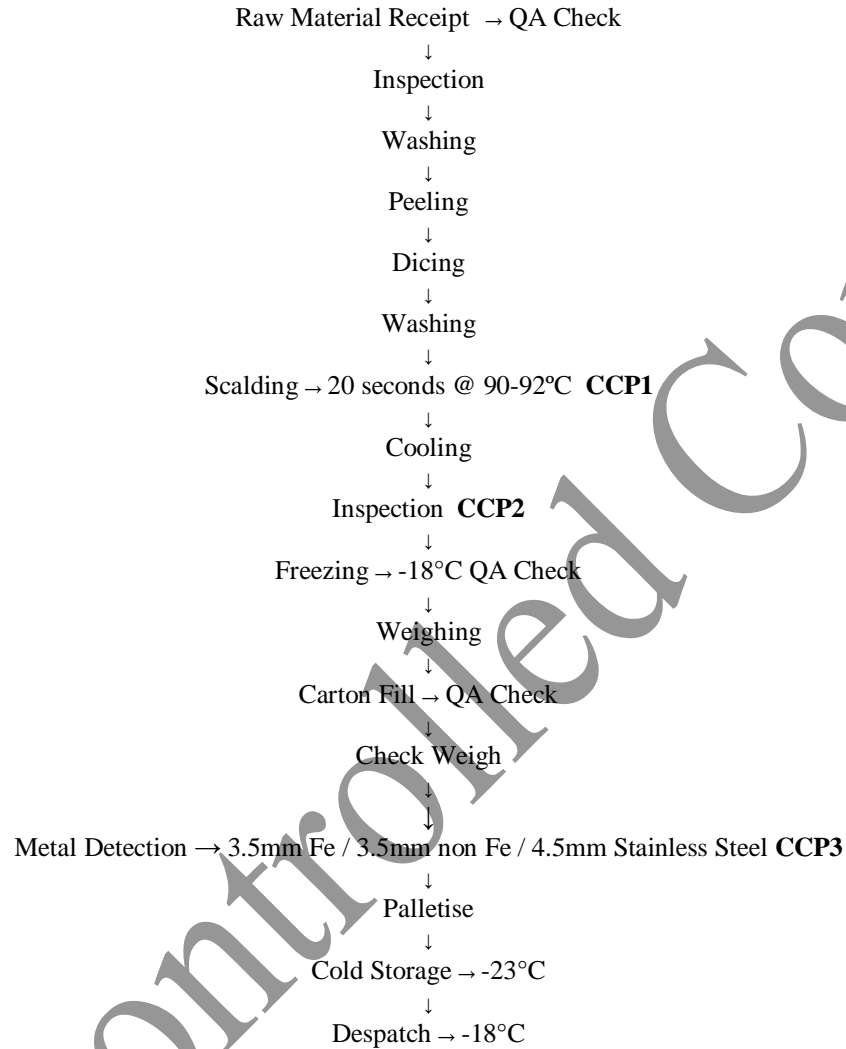 Raw Material Receipt → QA Check
↓
Inspection
↓
Washing
↓
Peeling
↓
Dicing
↓
Washing
↓
Scalding → 20 seconds @ 90-92ºC CCP1
↓
Cooling
↓
Inspection CCP2
↓
Freezing → -18°C QA Check
↓
Weighing
↓
Carton Fill → QA Check
↓
Check Weigh
↓
↓
Metal Detection → 3.5mm Fe / 3.5mm non Fe / 4.5mm Stainless Steel CCP3
↓
Palletise
↓
Cold Storage → -23°C
↓
Despatch → -18°C
ontrolled Co